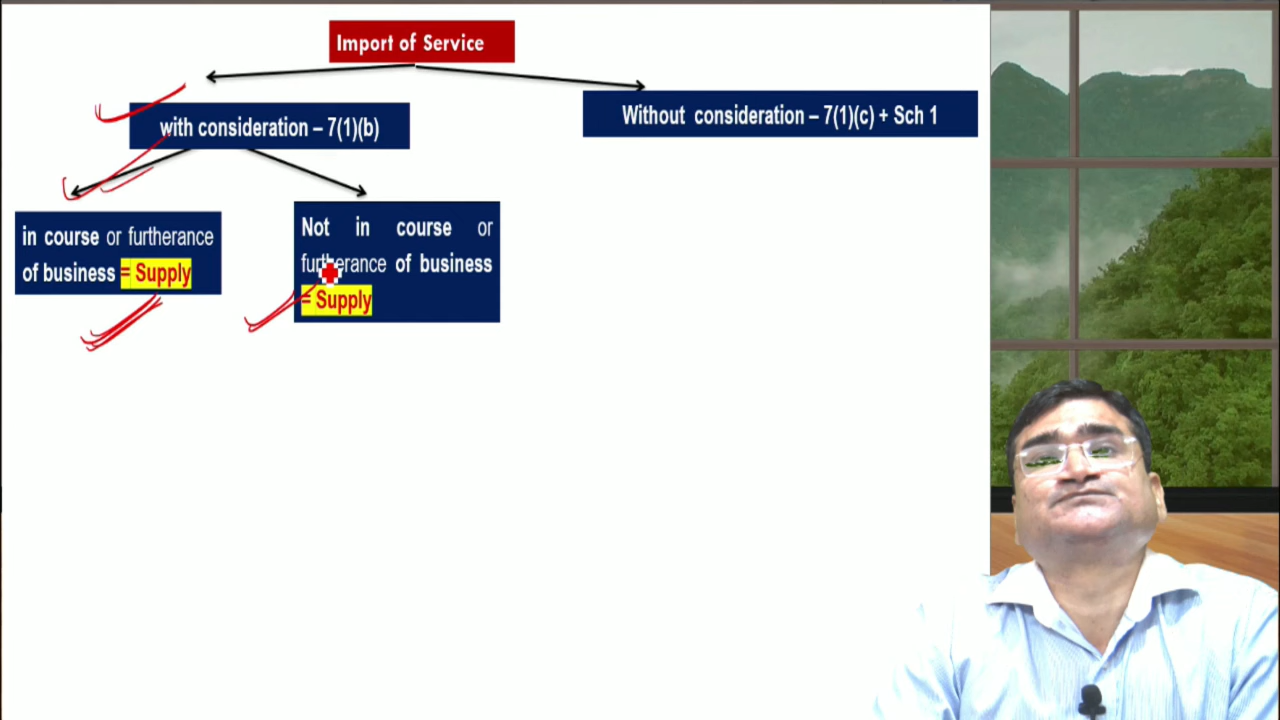 Import of Service
with consideration – 7(1)(b)
Without consideration – 7(1)(c) + Sch 1
in course or furtherance
of business = Supply
Not in course or
furtherance of business
= Supply